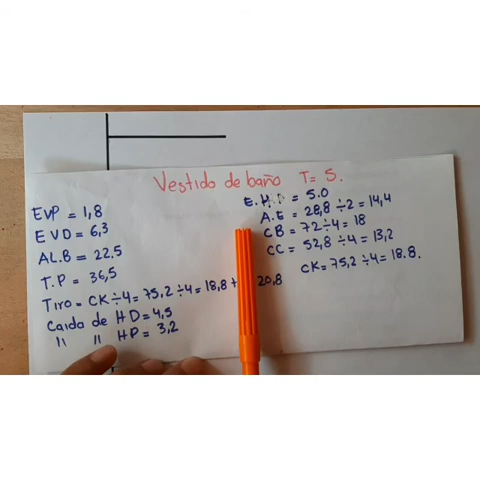 Vestido de baño T= S.
EVP = 1,8
EVD = 6,3
AL.B = 22.5
T.P = 36,5
Tiro = CK÷4=75,2 ÷4= 18,8 + 20,8
Caida de HD=4,5
" " HP= 3,2
E.H. = 5.0
A.E = 28,8 ÷2 = 14,4
CB = 72÷4= 18
CC = 52,8 ÷4= 13,2
CK= 75,2 ÷4= 18.8.